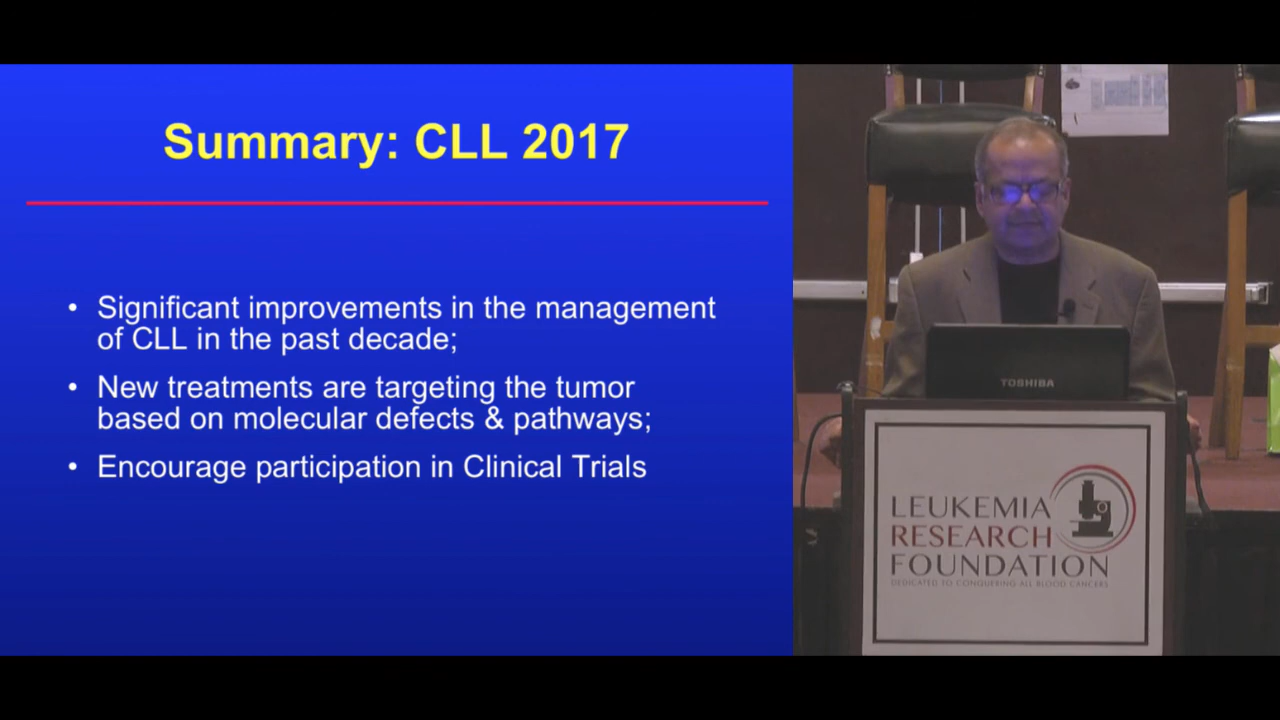 Summary: CLL 2017
• Significant improvements in the management
of CLL in the past decade;
• New treatments are targeting the tumor
based on molecular defects & pathways;
• Encourage participation in Clinical Trials
TOSHIBA
LEUKEMIA
RESEARCH
FOUNDATION
DEDICATED TO CONQUERING ALL BLOOD CANCERS